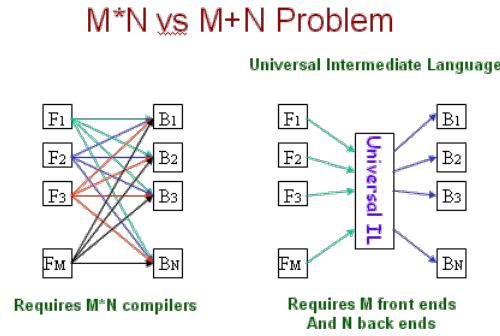 M*N vs M+N Problem
Universal Intermediate Language
F1
B1
F2
B2
F3
B3
FM
BN
Requires M*N compilers
F1
B1
F2
B2
F3
B3
FM
BN
Universal IL
Requires M front ends
And N back ends